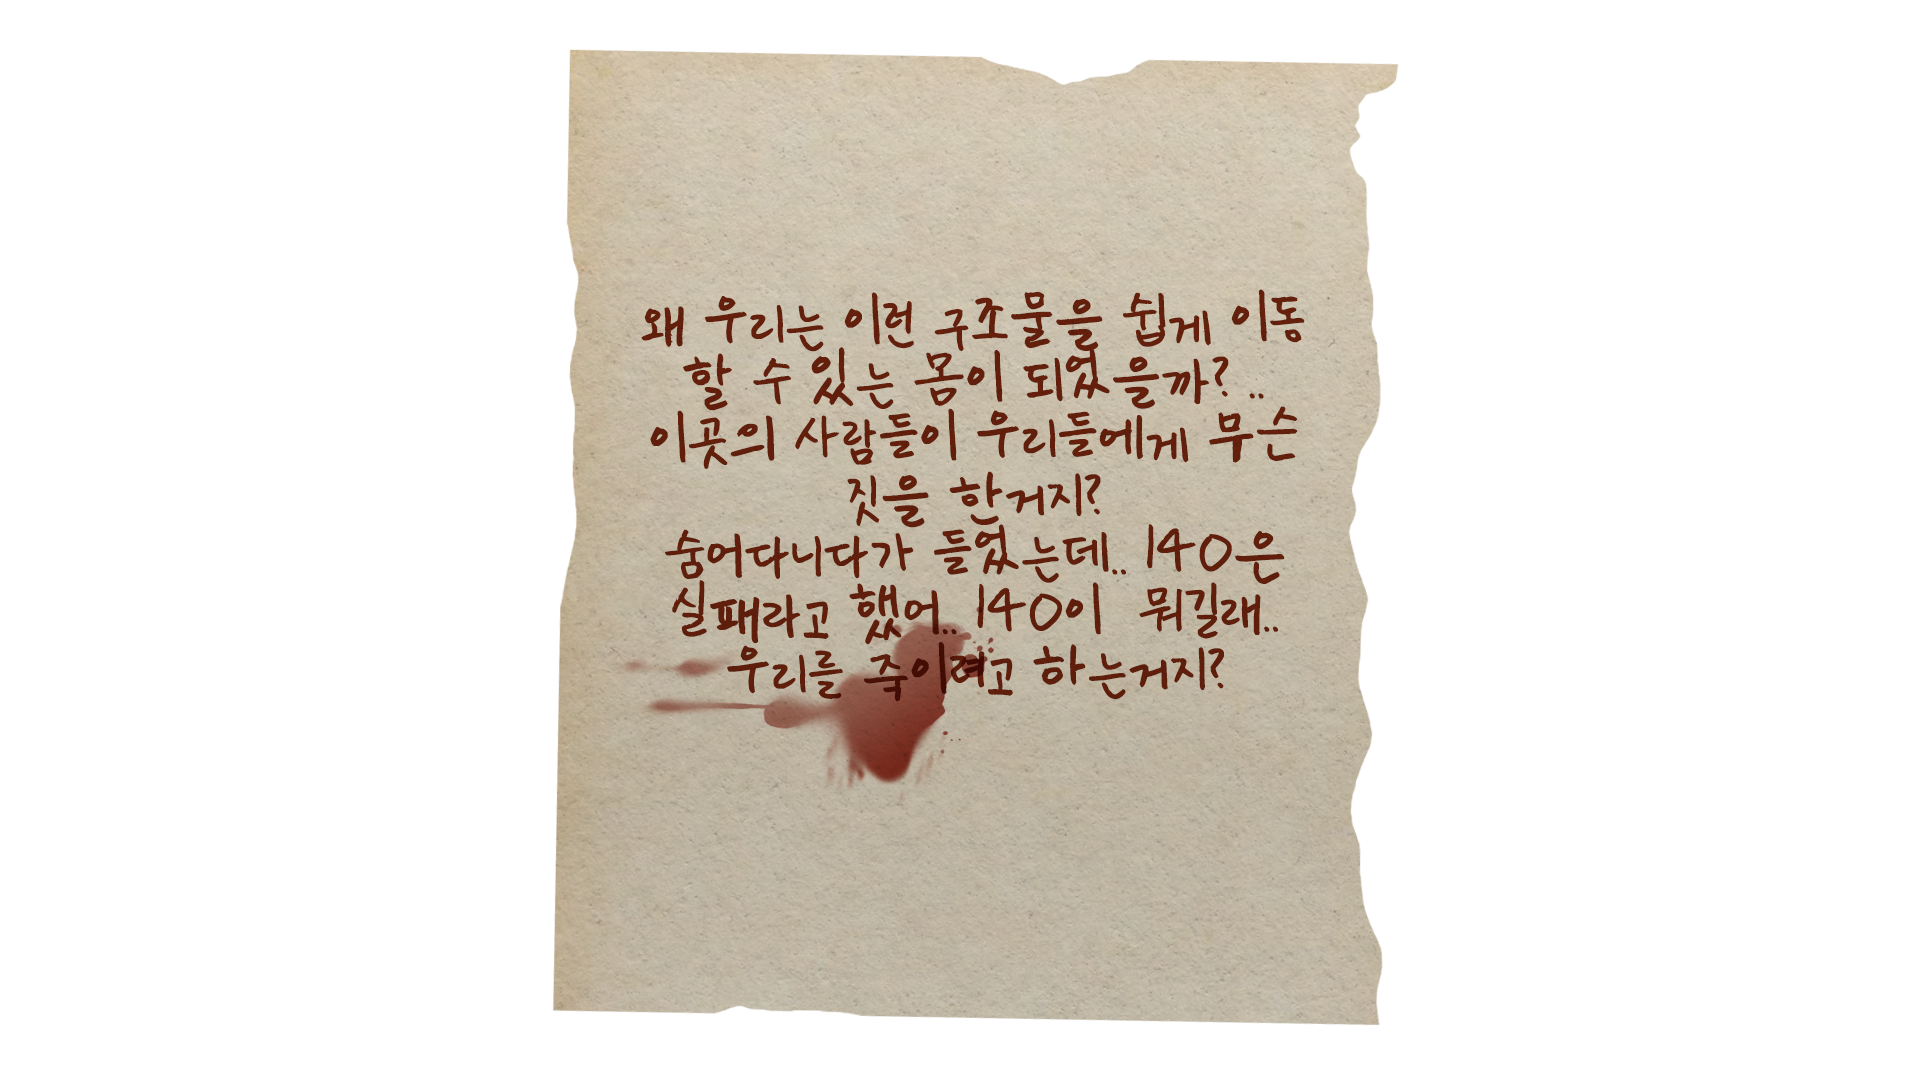 왜 우리는 이런 구조물을 쉽게 이동
할 수 있는 몸이 되었을까? ..
이곳의 사람들이 우리들에게 무슨
짓을 한거지?
숨어다니다가 들었는데.. 140은
실패라고 했어.. 140이 뭐길래..
우리를 죽이려고 하는거지?